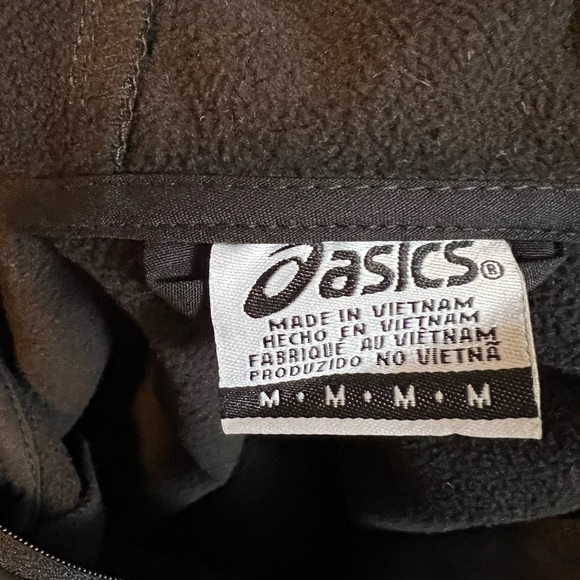 asics®
MADE IN VIETNAM
HECHO EN VIETNAM
FABRIQUÉ AU VIETNAM
PRODUZIDO NO VIETNÃ
M • M • M • M